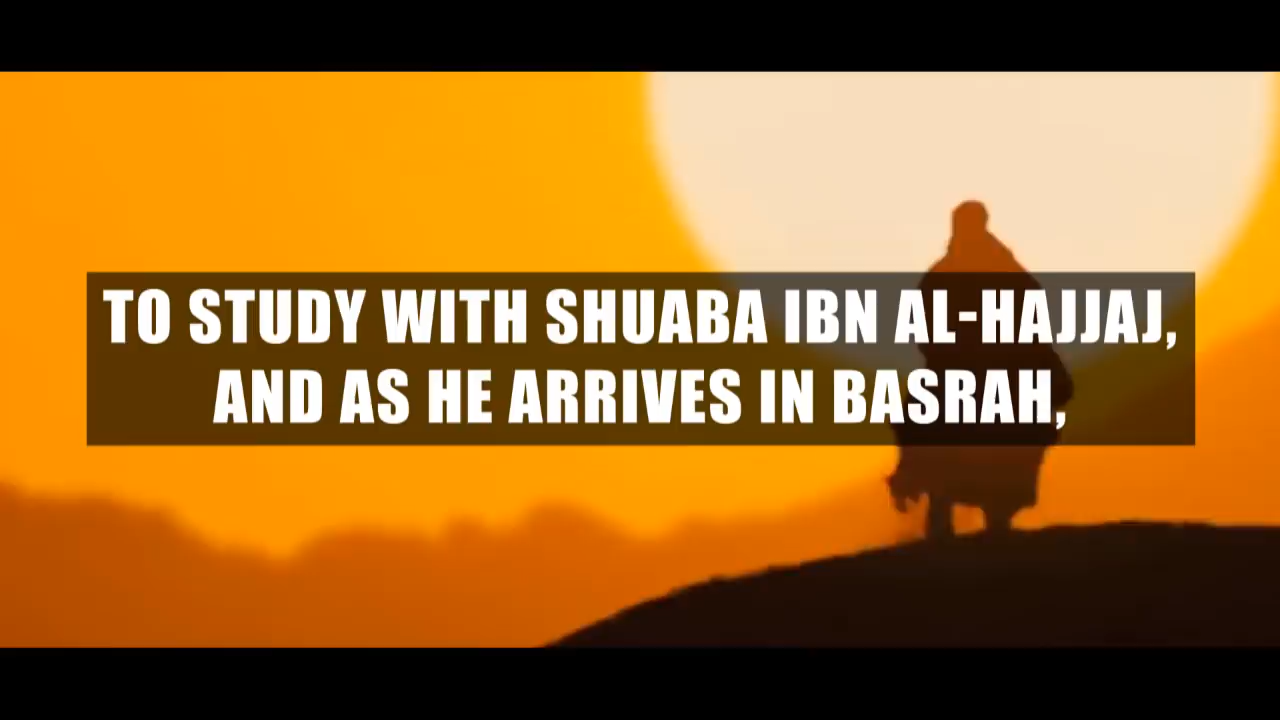 TO STUDY WITH SHUABA IBN AL-HAJJAJ,
AND AS HE ARRIVES IN BASRAH,